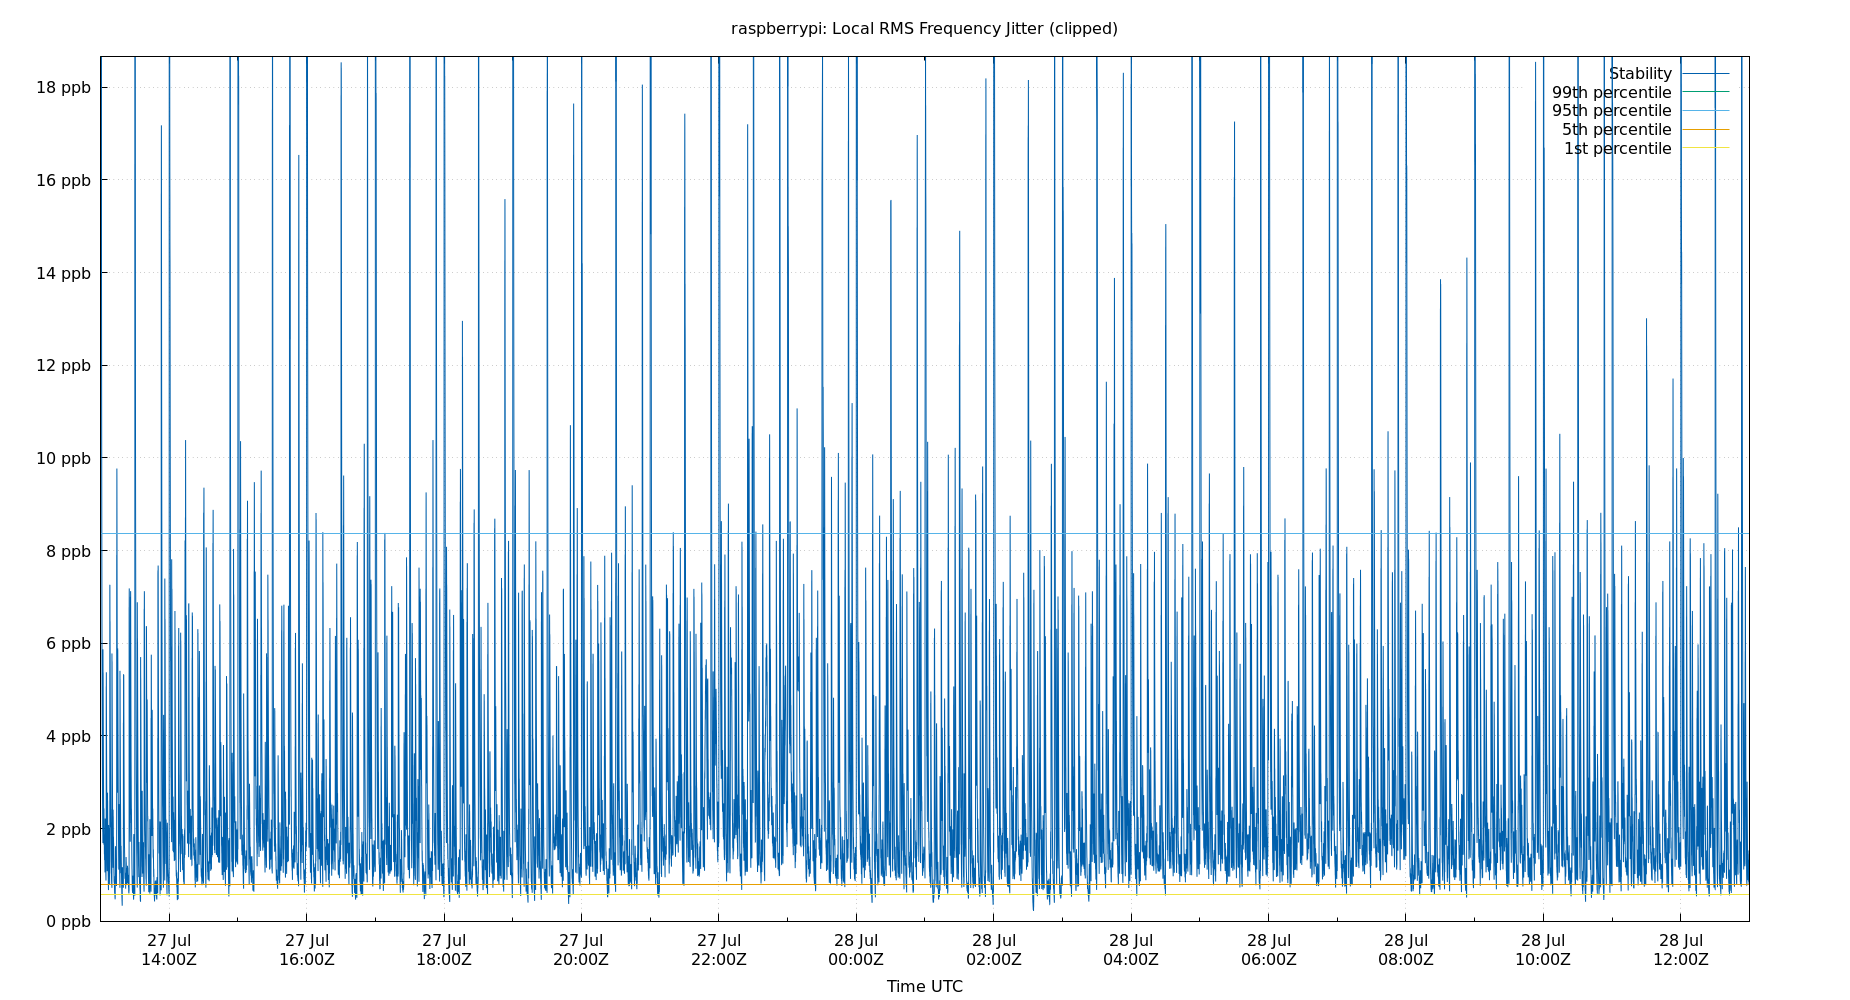 raspberrypi: Local RMS Frequency Jitter (clipped)
18 ppb
16 ppb
14 ppb
12 ppb
10 ppb
8 ppb
6 ppb
4 ppb
2 ppb
0 ppb
Stability
99th percentile
95th percentile
5th percentile
1st percentile
27 Jul 27 Jul 27 Jul 27 Jul 27 Jul 28 Jul 28 Jul 28 Jul 28 Jul 28 Jul 28 Jul 28 Jul
14:00Z 16:00Z 18:00Z 20:00Z 22:00Z 00:00Z 02:00Z 04:00Z 06:00Z 08:00Z 10:00Z 12:00Z
Time UTC